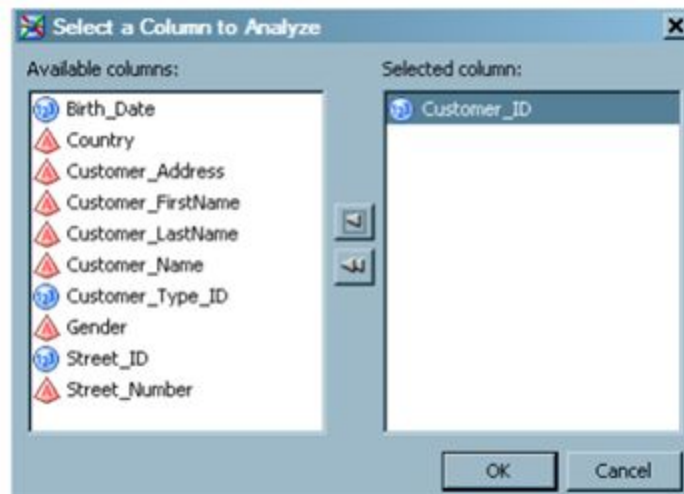 Select a Column to Analyze
Available columns:
Selected column:
Birth_Date
Country
Customer_Address
Customer_FirstName
Customer_LastName
Customer_Name
Customer_Type_ID
Gender
Street_ID
Street_Number
Customer_ID
OK
Cancel